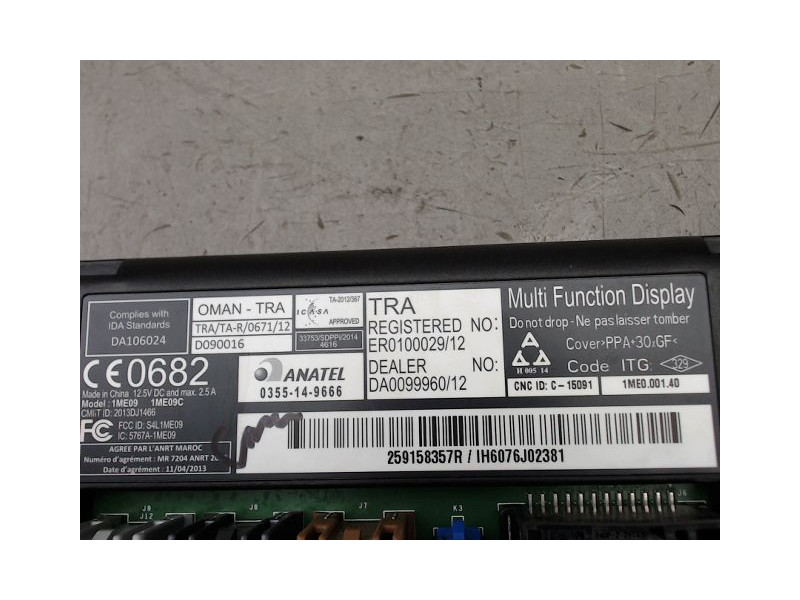 Complies with
IDA Standards
DA106024
OMAN - TRA
TRA/TA-R/0671/12
D090016
TA-2012/367
ICASA
APPROVED
33753/SDPPI/2014
4616
TRA
REGISTERED NO:
ER0100029/12
DEALER NO:
DA0099960/12
Multi Function Display
Do not drop - Ne pas laisser tomber
Cover>PPA+30%GF<
H 005 14
Code ITG: 329
CNC ID: C-15091
1ME0.001.40
CE0682
Made in China 12.5V DC and max. 2.5 A
Model: 1ME09 1ME09C
CMIIT ID: 2013DJ1466
FCC ID: S4L1ME09
IC: 5767A-1ME09
AGREE PAR L'ANRT MAROC
Numéro d'agrément: MR 7204 ANRT
Date d'agrément: 11/04/2013
ANATEL
0355-14-9666
259158357R / IH6076J02381
J9
J12
J8
J7
K3
J6